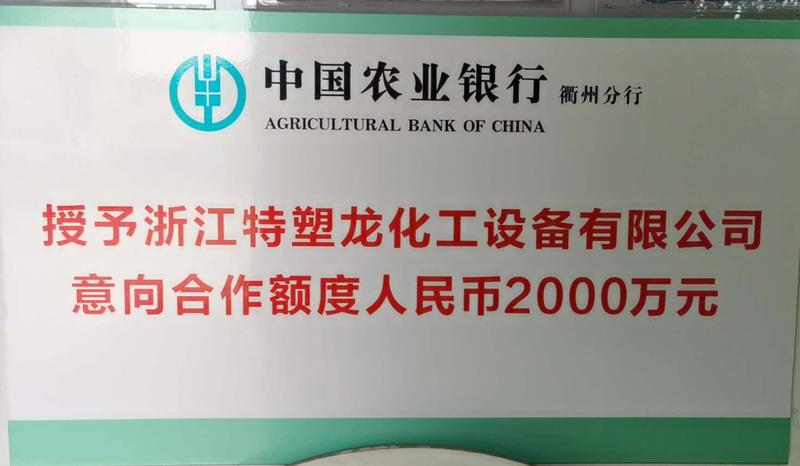 中国农业银行 衢州分行
AGRICULTURAL BANK OF CHINA
授予浙江特塑龙化工设备有限公司
意向合作额度人民币2000万元